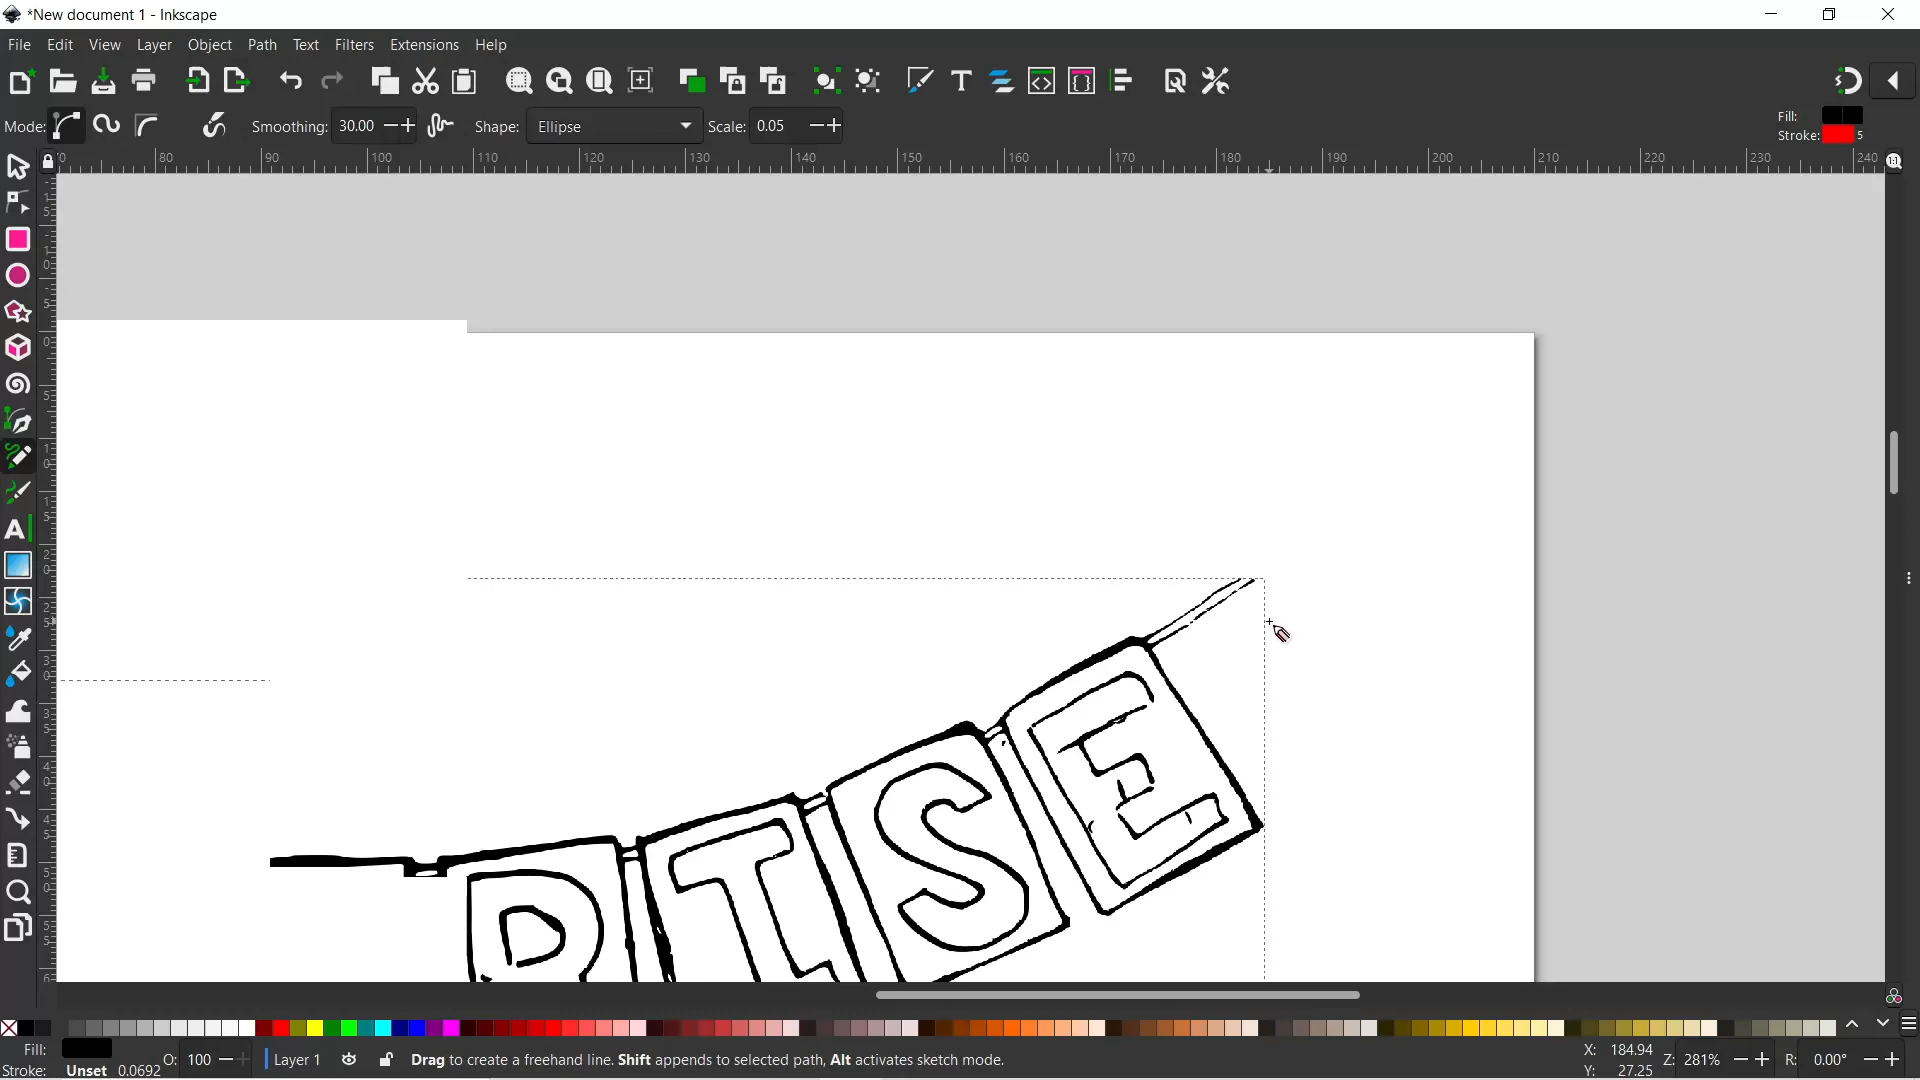 *New document 1 - Inkscape
File Edit View Layer Object Path Text Filters Extensions Help
Mode: Smoothing: 30.00 Shape: Ellipse Scale: 0.05 Fill:
Stroke: 5
80 90 100 110 120 130 140 150 160 170 180 190 200 210 220 230 240
R I S E
Fill: O: 100 Layer 1 Drag to create a freehand line. Shift appends to selected path, Alt activates sketch mode. X: 184.94 Z: 281% R: 0.00°
Stroke: Unset 0.0692 Y: 27.25